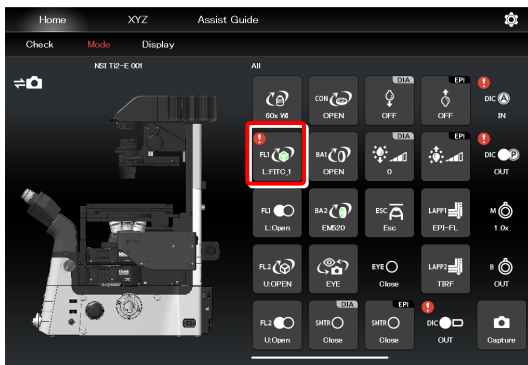 Home XYZ Assist Guide
Check Mode Display
NSI Ti2-E 001 All
60x WI
CON
OPEN
DIA
OFF
EPI
OFF
DIC A
IN
FL1
L:FITC_1
BA1
OPEN
DIA
0
EPI
DIC P
OUT
FL1
L:Open
BA2
EM520
ESC
Esc
LAPP1
EPI-FL
M
1.0x
FL2
U:OPEN
EYE
EYE
Close
LAPP2
TIRF
B
OUT
FL2
U:Open
DIA
SHTR
Close
EPI
SHTR
Close
DIC
OUT
Capture